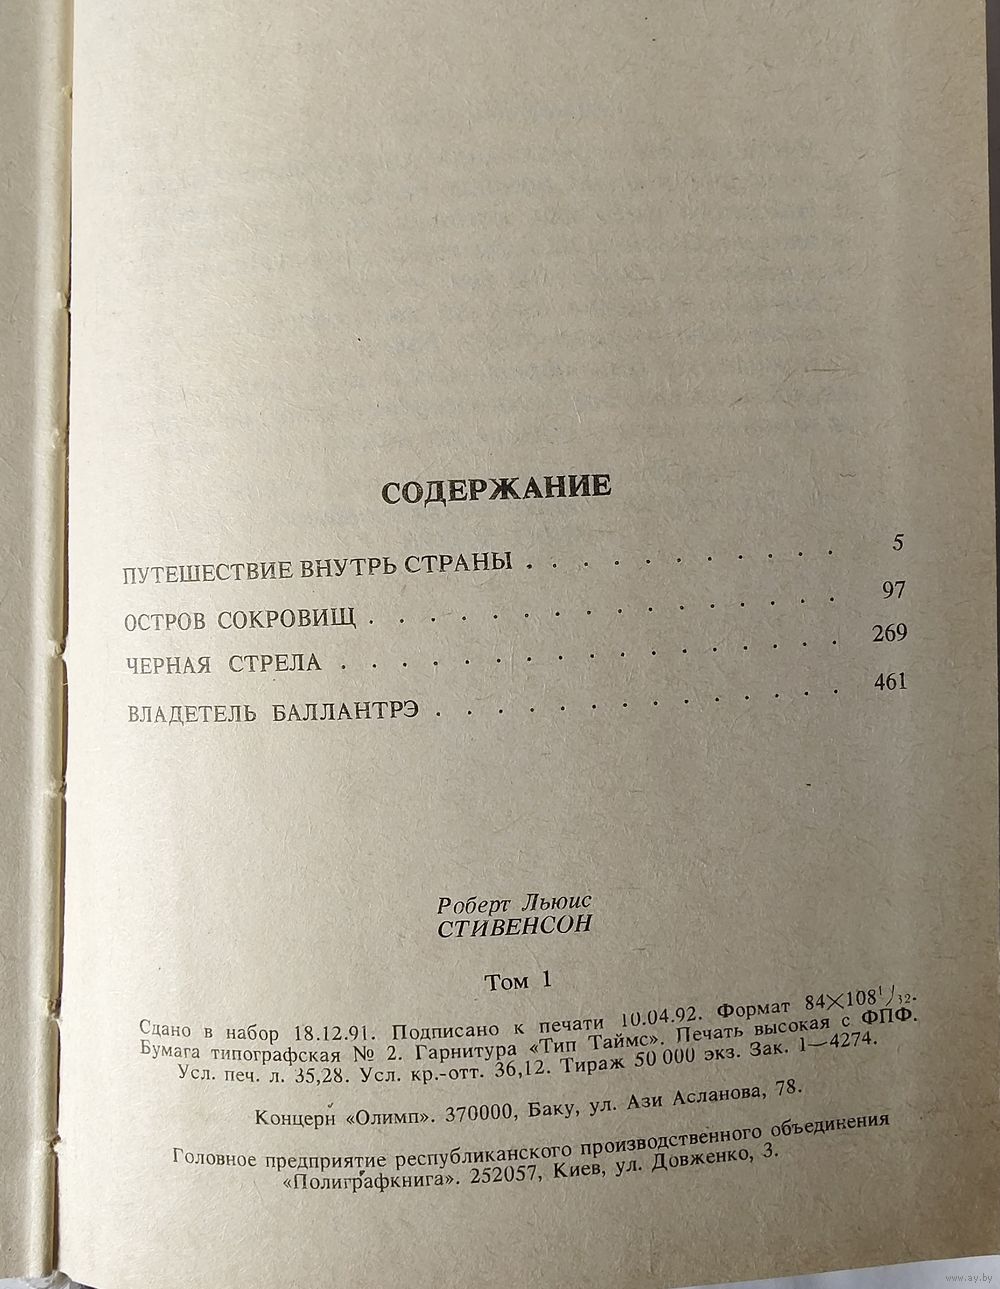 СОДЕРЖАНИЕ
ПУТЕШЕСТВИЕ ВНУТРЬ СТРАНЫ . . . . . . . . . . . 5
ОСТРОВ СОКРОВИЩ . . . . . . . . . . . . . . . . 97
ЧЕРНАЯ СТРЕЛА . . . . . . . . . . . . . . . . . 269
ВЛАДЕТЕЛЬ БАЛЛАНТРЭ . . . . . . . . . . . . . . 461
Роберт Льюис
СТИВЕНСОН
Том 1
Сдано в набор 18.12.91. Подписано к печати 10.04.92. Формат 84×108¹/₃₂.
Бумага типографская № 2. Гарнитура «Тип Таймс». Печать высокая с ФПФ.
Усл. печ. л. 35,28. Усл. кр.-отт. 36,12. Тираж 50 000 экз. Зак. 1—4274.
Концерн «Олимп». 370000, Баку, ул. Ази Асланова, 78.
Головное предприятие республиканского производственного объединения
«Полиграфкнига». 252057, Киев, ул. Довженко, 3.
www.ay.by